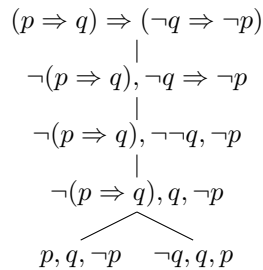 (p ⇒ q) ⇒ (¬q ⇒ ¬p)
¬(p ⇒ q), ¬q ⇒ ¬p
¬(p ⇒ q), ¬¬q, ¬p
¬(p ⇒ q), q, ¬p
p, q, ¬p ¬q, q, p